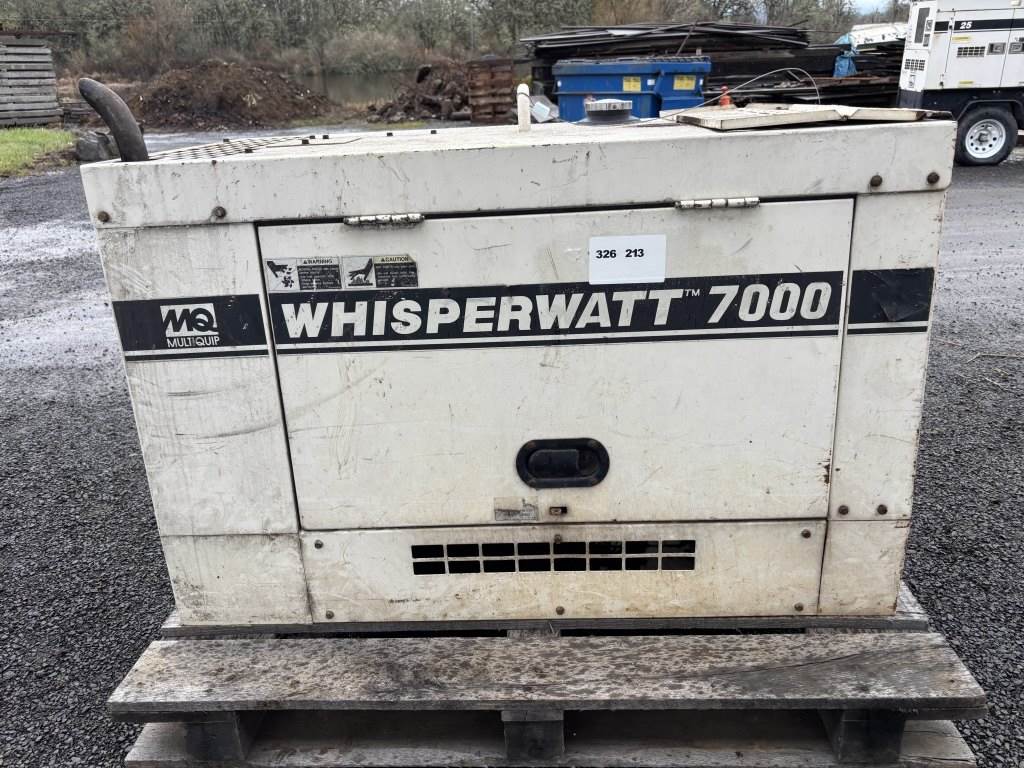 25
326 213
WARNING
CAUTION
MQ
MULTIQUIP
WHISPERWATT™ 7000